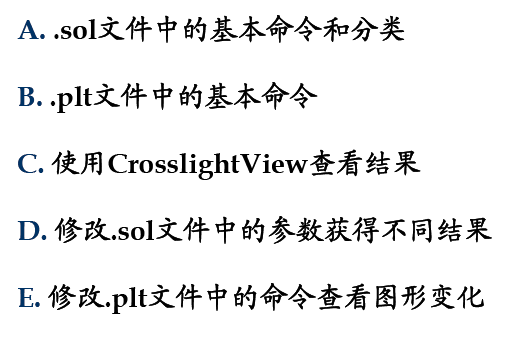 A. .sol文件中的基本命令和分类
B. .plt文件中的基本命令
C. 使用CrosslightView查看结果
D. 修改.sol文件中的参数获得不同结果
E. 修改.plt文件中的命令查看图形变化